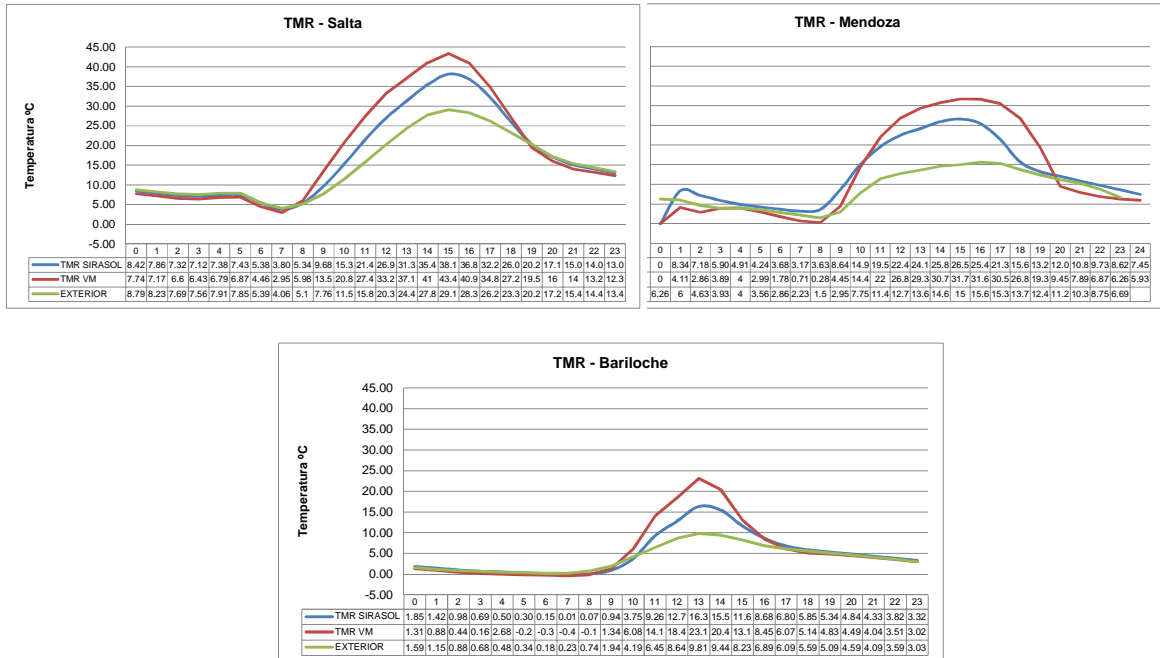 TMR - Salta
Temperatura ºC
45.00
40.00
35.00
30.00
25.00
20.00
15.00
10.00
5.00
0.00
-5.00
0 1 2 3 4 5 6 7 8 9 10 11 12 13 14 15 16 17 18 19 20 21 22 23
TMR SIRASOL 8.42 7.86 7.32 7.12 7.38 7.43 5.38 3.80 5.34 9.68 15.3 21.4 26.9 31.3 35.4 38.1 36.8 32.2 26.0 20.2 17.1 15.0 14.0 13.0
TMR VM 7.74 7.17 6.6 6.43 6.79 6.87 4.46 2.95 5.98 13.5 20.8 27.4 33.2 37.1 41 43.4 40.9 34.8 27.2 19.5 16 14 13.2 12.3
EXTERIOR 8.79 8.23 7.69 7.56 7.91 7.85 5.39 4.06 5.1 7.76 11.5 15.8 20.3 24.4 27.8 29.1 28.3 26.2 23.3 20.2 17.2 15.4 14.4 13.4
TMR - Mendoza
0 1 2 3 4 5 6 7 8 9 10 11 12 13 14 15 16 17 18 19 20 21 22 23 24
0 8.34 7.18 5.90 4.91 4.24 3.68 3.17 3.63 8.64 14.9 19.5 22.4 24.1 25.8 26.5 25.4 21.3 15.6 13.2 12.0 10.8 9.73 8.62 7.45
0 4.11 2.86 3.89 4 2.99 1.78 0.71 0.28 4.45 14.4 22 26.8 29.3 30.7 31.7 31.7 30.5 26.8 19.3 9.45 7.89 6.87 6.26 5.93
6.26 6 4.63 3.93 4 3.56 2.86 2.23 1.5 2.95 7.75 11.4 12.7 13.6 14.6 15 15.6 15.3 13.7 12.4 11.2 10.3 8.75 6.69
TMR - Bariloche
Temperatura ºC
45.00
40.00
35.00
30.00
25.00
20.00
15.00
10.00
5.00
0.00
-5.00
0 1 2 3 4 5 6 7 8 9 10 11 12 13 14 15 16 17 18 19 20 21 22 23
TMR SIRASOL 1.85 1.42 0.98 0.69 0.50 0.30 0.15 0.01 0.07 0.94 3.75 9.26 12.7 16.3 15.5 11.6 8.68 6.80 5.85 5.34 4.84 4.33 3.82 3.32
TMR VM 1.31 0.88 0.44 0.16 2.68 -0.2 -0.3 -0.4 -0.1 1.34 6.08 14.1 18.4 23.1 20.4 13.1 8.45 6.07 5.14 4.83 4.49 4.04 3.51 3.02
EXTERIOR 1.59 1.15 0.88 0.68 0.48 0.34 0.18 0.23 0.74 1.94 4.19 6.45 8.64 9.81 9.44 8.23 6.89 6.09 5.59 5.09 4.59 4.09 3.59 3.03